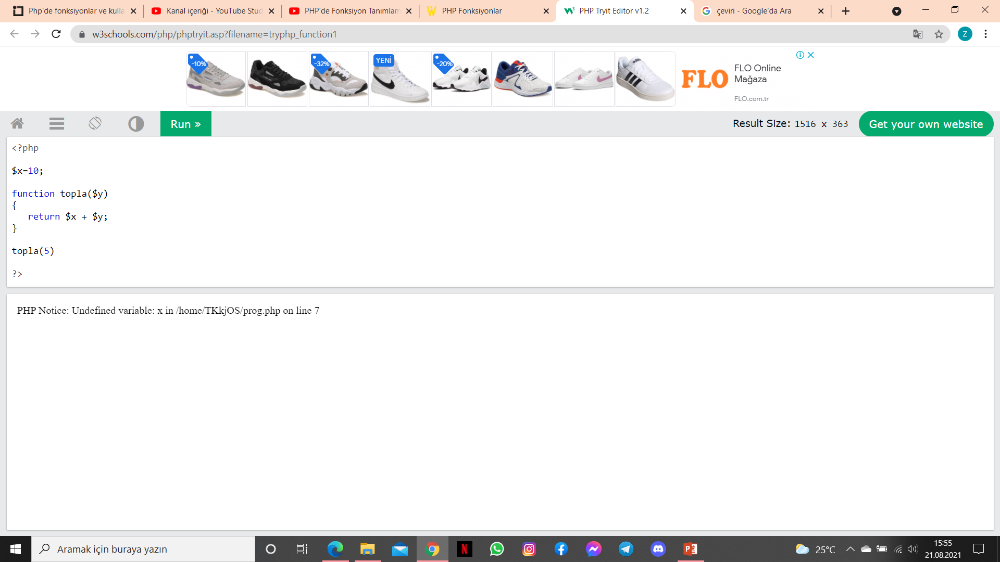 Php'de fonksiyonlar ve kulla
Kanal içeriği - YouTube Stud
PHP'de Fonksiyon Tanımlam
PHP Fonksiyonlar
PHP Tryit Editor v1.2
çeviri - Google'da Ara
w3schools.com/php/phptryit.asp?filename=tryphp_function1
Z
-10%
-32%
YENİ
-20%
adidas
FLO
FLO Online
Mağaza
FLO.com.tr
Run »
Result Size: 1516 x 363
Get your own website
<?php
$x=10;
function topla($y)
{
return $x + $y;
}
topla(5)
?>
PHP Notice: Undefined variable: x in /home/TKkjOS/prog.php on line 7
Aramak için buraya yazın
25°C
15:55
21.08.2021